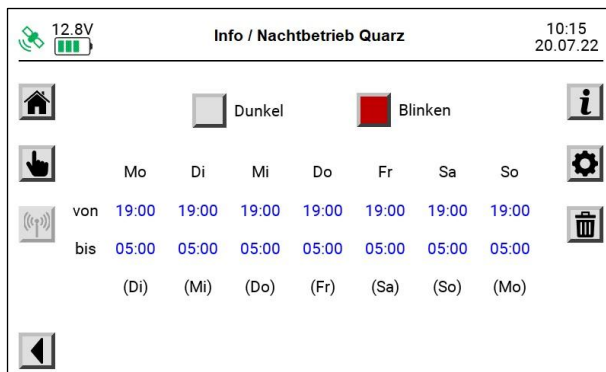 12.8V Info / Nachtbetrieb Quarz 10:15
20.07.22
Dunkel Blinken
Mo Di Mi Do Fr Sa So
von 19:00 19:00 19:00 19:00 19:00 19:00 19:00
bis 05:00 05:00 05:00 05:00 05:00 05:00 05:00
(Di) (Mi) (Do) (Fr) (Sa) (So) (Mo)